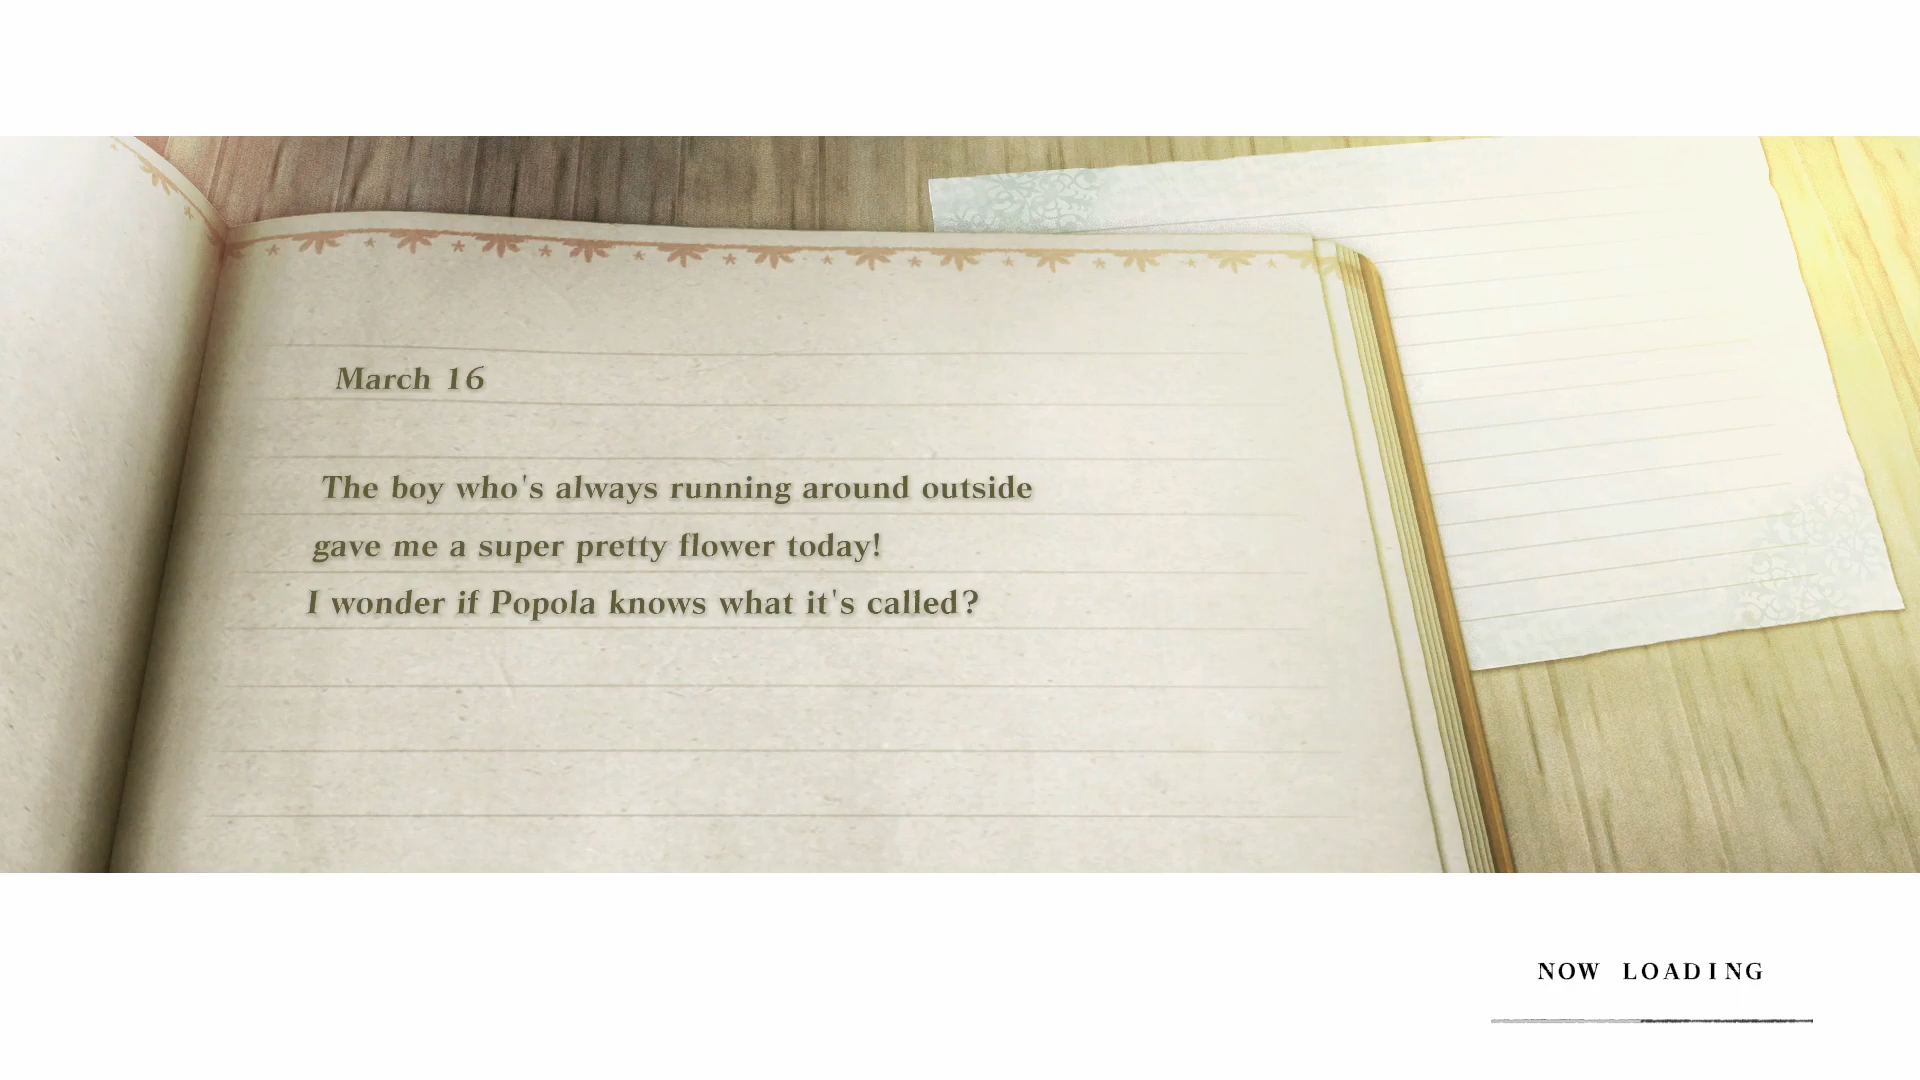 March 16
The boy who's always running around outside
gave me a super pretty flower today!
I wonder if Popola knows what it's called?
NOW LOADING